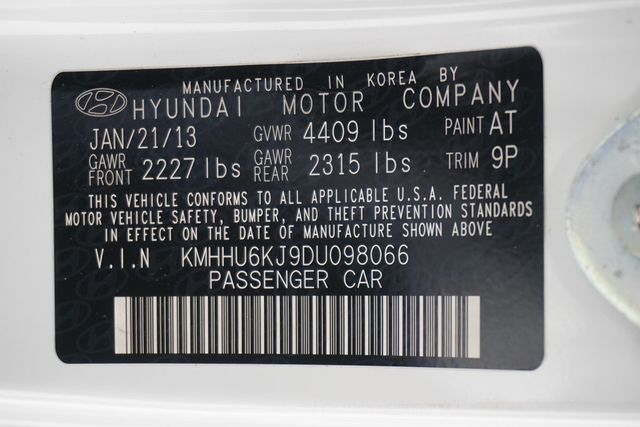 MANUFACTURED IN KOREA BY
HYUNDAI MOTOR COMPANY
JAN/21/13 GVWR 4409 lbs PAINT AT
GAWR FRONT 2227 lbs GAWR REAR 2315 lbs TRIM 9P
THIS VEHICLE CONFORMS TO ALL APPLICABLE U.S.A. FEDERAL
MOTOR VEHICLE SAFETY, BUMPER, AND THEFT PREVENTION STANDARDS
IN EFFECT ON THE DATE OF MANUFACTURE SHOWN ABOVE
V.I.N KMHHU6KJ9DU098066
PASSENGER CAR